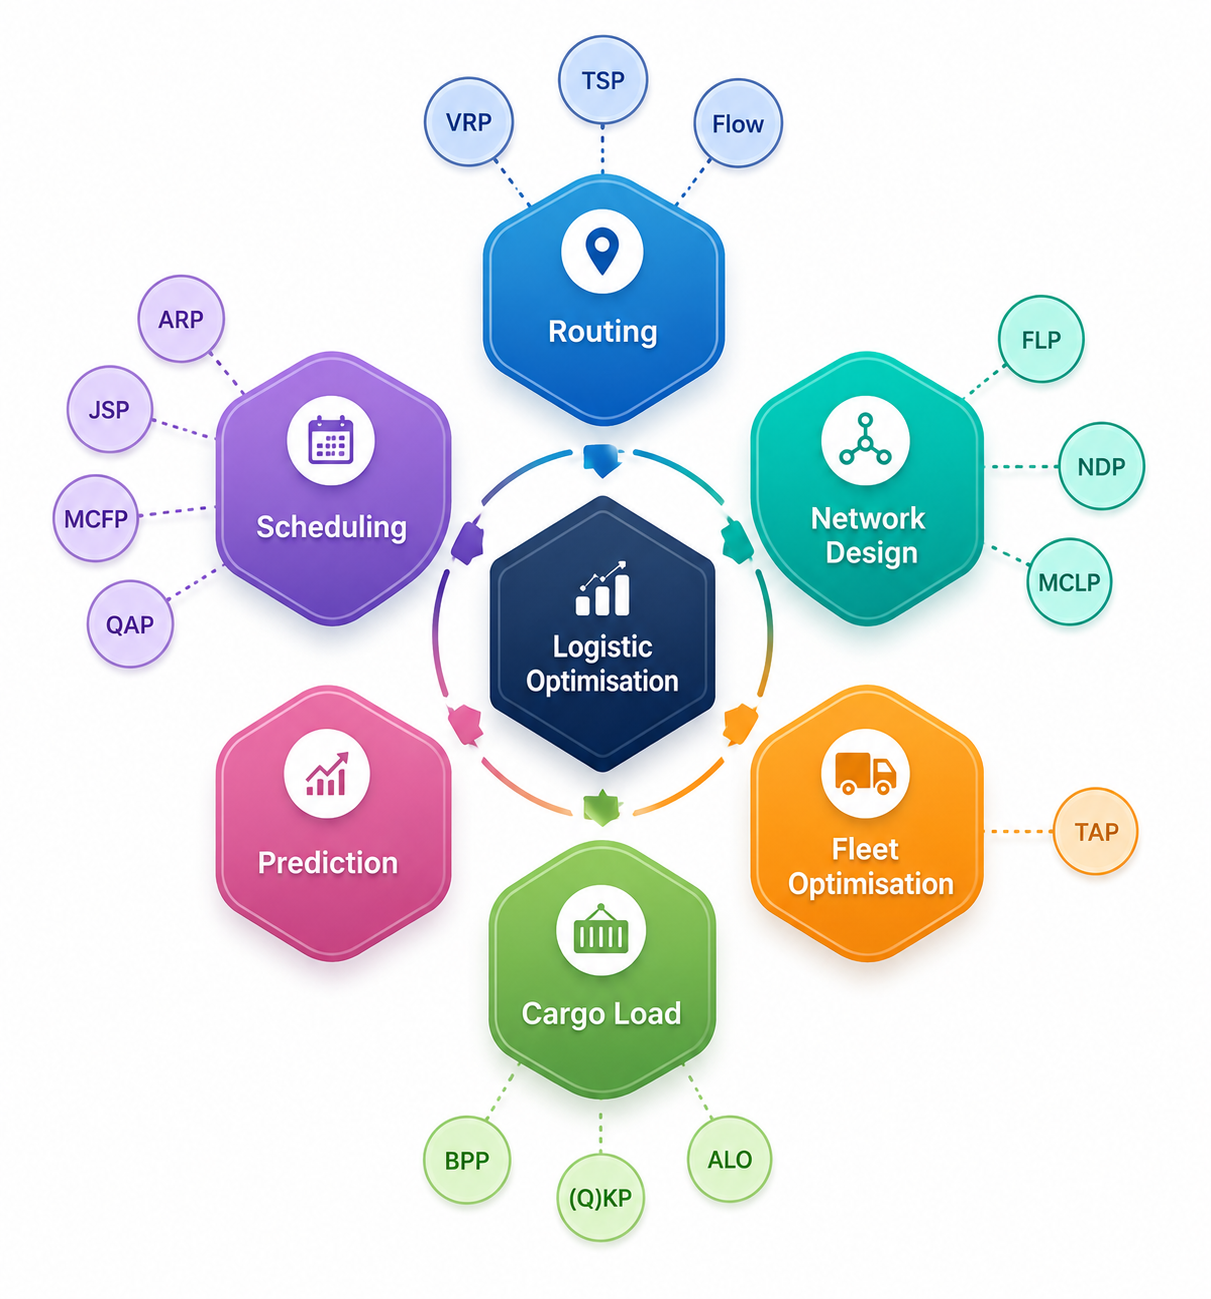 TSP
VRP
Flow
Routing
ARP
JSP
MCFP
QAP
Scheduling
FLP
NDP
MCLP
Network
Design
Logistic
Optimisation
Prediction
Fleet
Optimisation
TAP
Cargo Load
BPP
(Q)KP
ALO